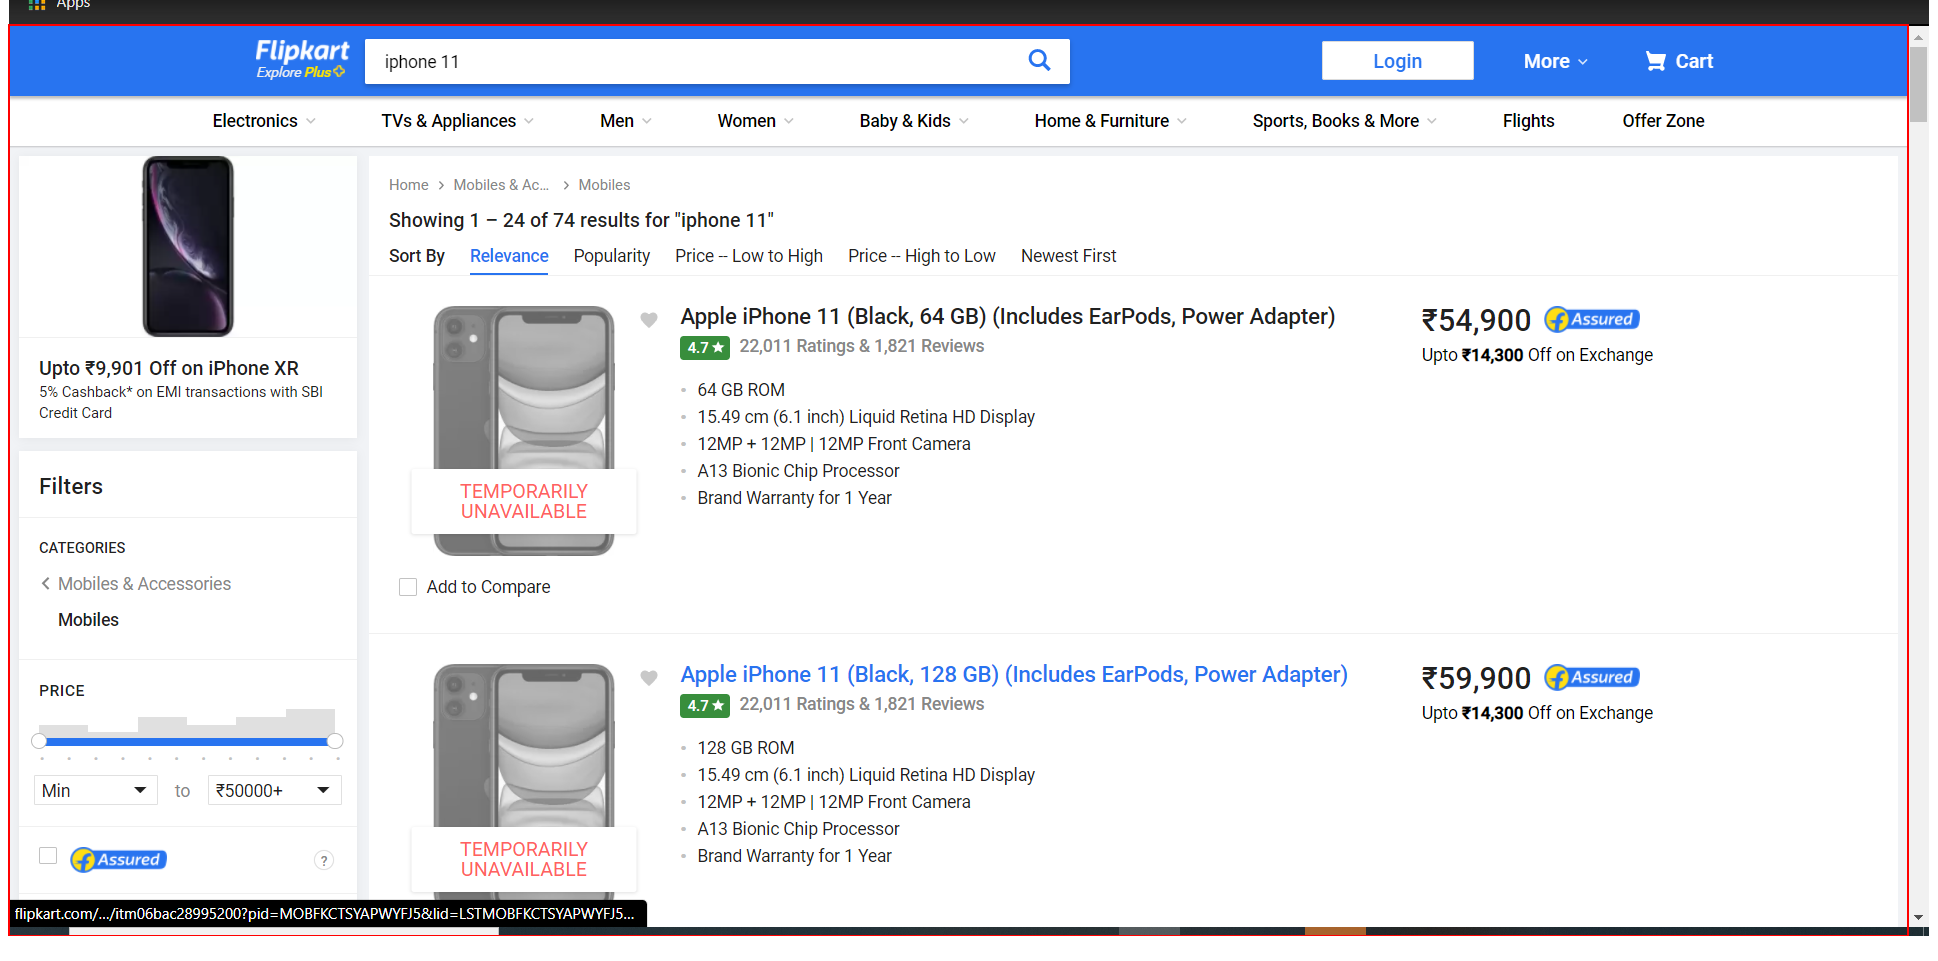 Apps
Flipkart
Explore Plus
iphone 11
Login
More
Cart
Electronics
TVs & Appliances
Men
Women
Baby & Kids
Home & Furniture
Sports, Books & More
Flights
Offer Zone
Upto ₹9,901 Off on iPhone XR
5% Cashback* on EMI transactions with SBI
Credit Card
Filters
CATEGORIES
Mobiles & Accessories
Mobiles
PRICE
Min
to
₹50000+
Assured
?
Home
Mobiles & Ac...
Mobiles
Showing 1 – 24 of 74 results for "iphone 11"
Sort By
Relevance
Popularity
Price -- Low to High
Price -- High to Low
Newest First
TEMPORARILY
UNAVAILABLE
Add to Compare
Apple iPhone 11 (Black, 64 GB) (Includes EarPods, Power Adapter)
4.7★ 22,011 Ratings & 1,821 Reviews
64 GB ROM
15.49 cm (6.1 inch) Liquid Retina HD Display
12MP + 12MP | 12MP Front Camera
A13 Bionic Chip Processor
Brand Warranty for 1 Year
₹54,900
Assured
Upto ₹14,300 Off on Exchange
TEMPORARILY
UNAVAILABLE
Apple iPhone 11 (Black, 128 GB) (Includes EarPods, Power Adapter)
4.7★ 22,011 Ratings & 1,821 Reviews
128 GB ROM
15.49 cm (6.1 inch) Liquid Retina HD Display
12MP + 12MP | 12MP Front Camera
A13 Bionic Chip Processor
Brand Warranty for 1 Year
₹59,900
Assured
Upto ₹14,300 Off on Exchange
flipkart.com/.../itm06bac28995200?pid=MOBFKCTSYAPWYFJ5&lid=LSTMOBFKCTSYAPWYFJ5...